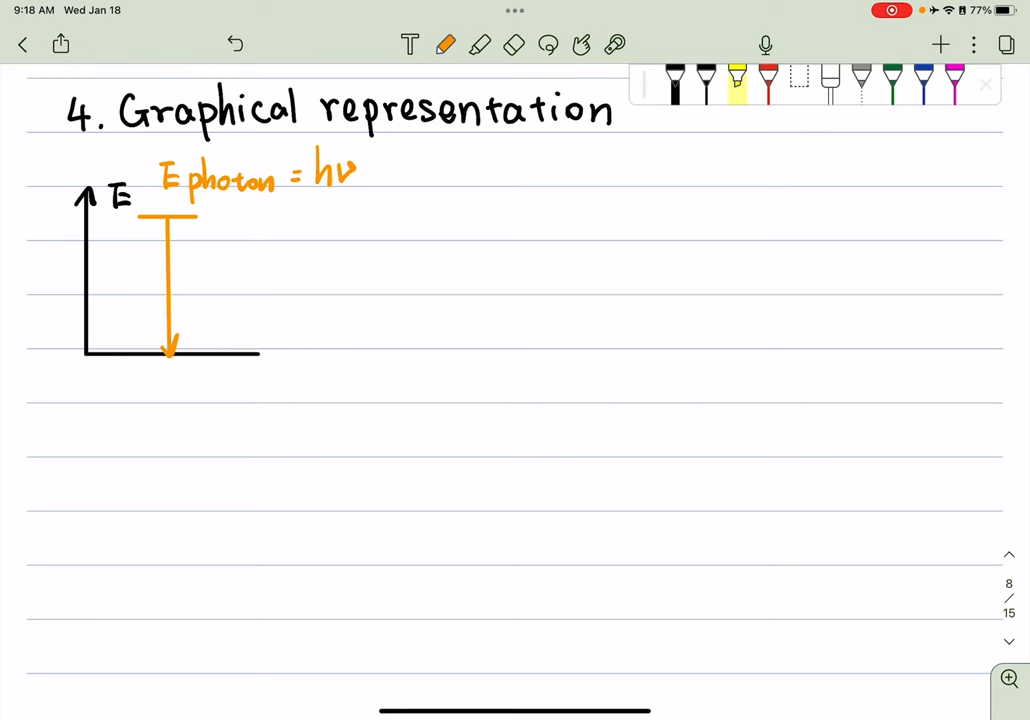 9:18 AM Wed Jan 18
77%
T
4. Graphical representation
E photon = hν
E
8
/
15